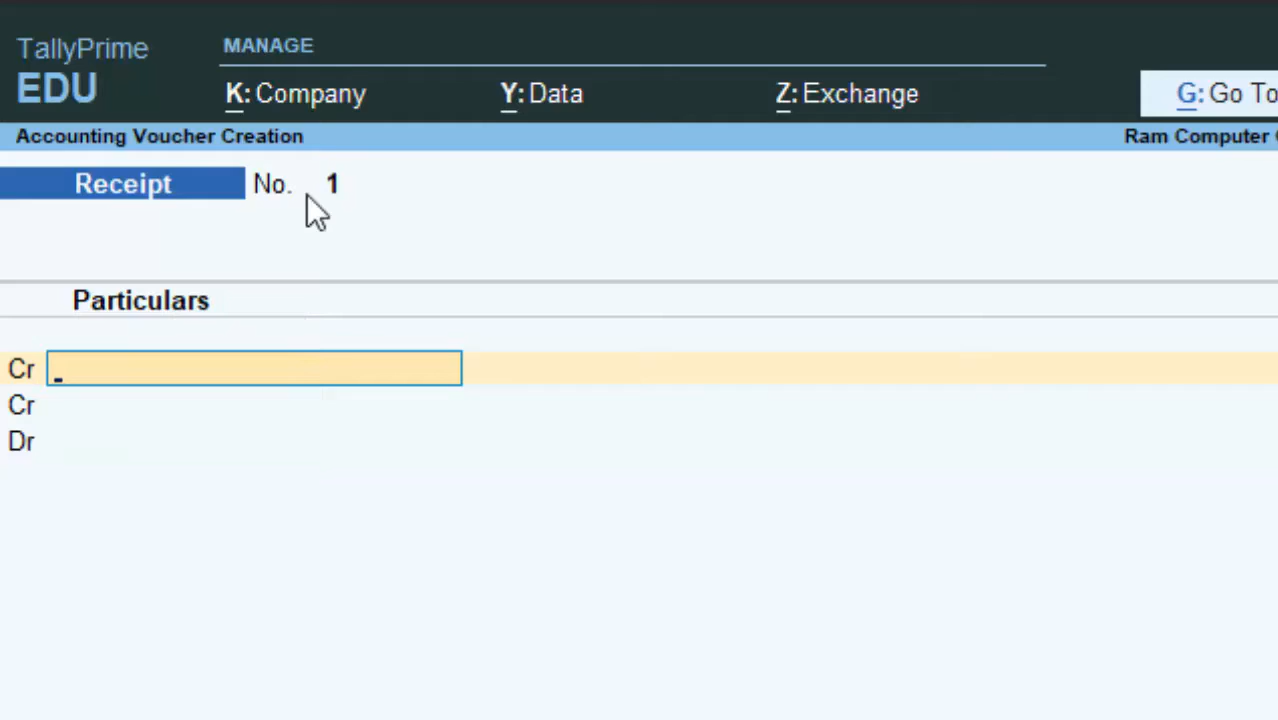 TallyPrime
EDU
MANAGE
K: Company Y: Data Z: Exchange G: Go To
Accounting Voucher Creation Ram Computer
Receipt No. 1
Particulars
Cr
Cr
Dr